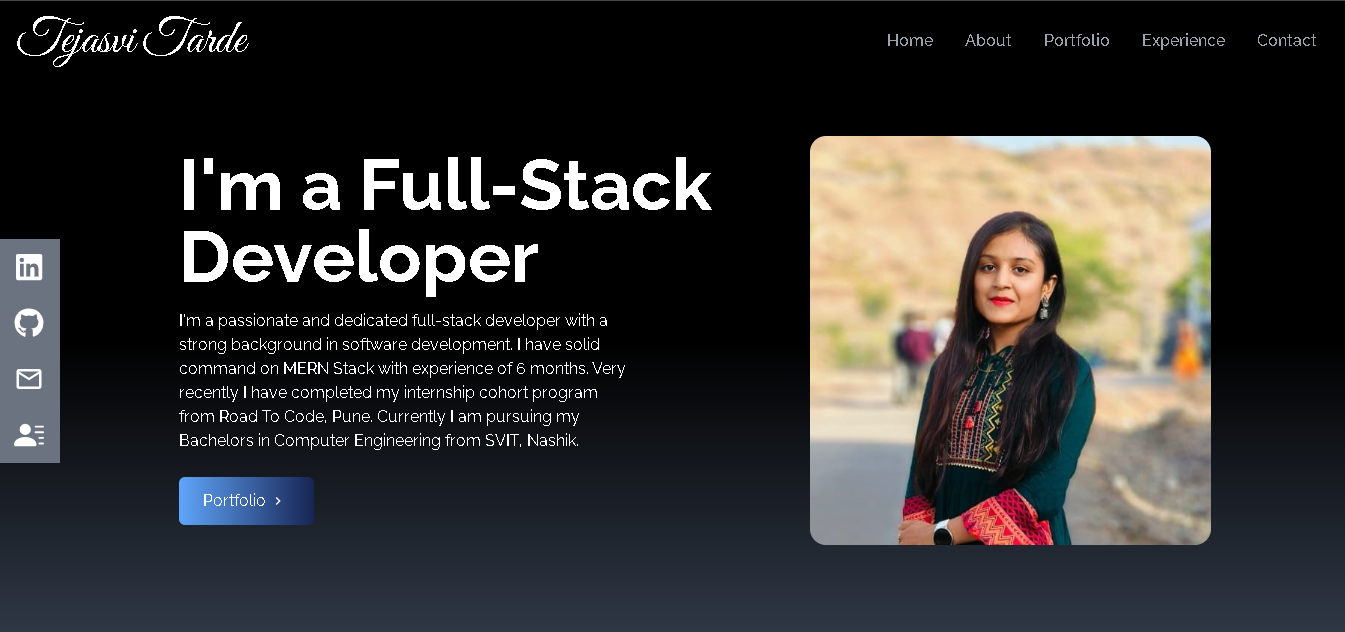 Tejasvi Tarde
Home About Portfolio Experience Contact
I'm a Full-Stack
Developer
I'm a passionate and dedicated full-stack developer with a
strong background in software development. I have solid
command on MERN Stack with experience of 6 months. Very
recently I have completed my internship cohort program
from Road To Code, Pune. Currently I am pursuing my
Bachelors in Computer Engineering from SVIT, Nashik.
Portfolio
in